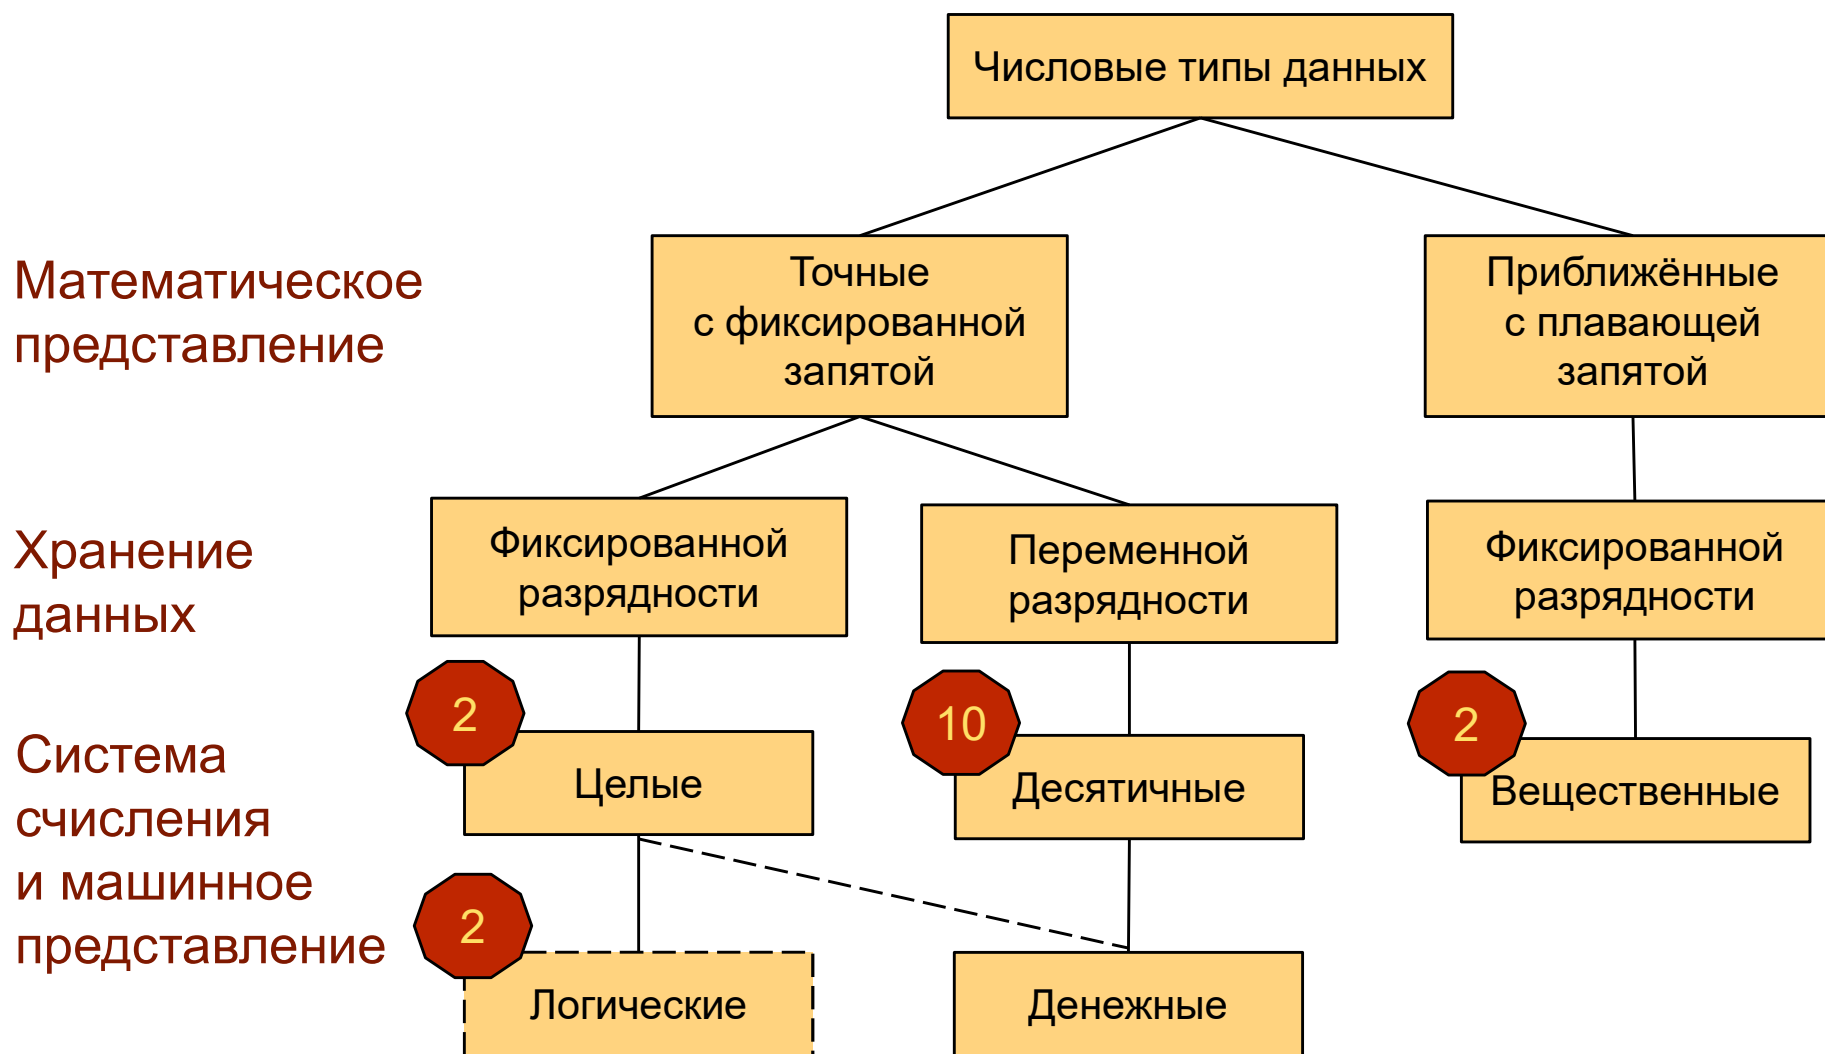 Числовые типы данных
Математическое
представление
Точные
с фиксированной
запятой
Приближённые
с плавающей
запятой
Хранение
данных
Фиксированной
разрядности
Переменной
разрядности
Фиксированной
разрядности
Система
счисления
и машинное
представление
2
Целые
10
Десятичные
2
Вещественные
2
Логические
Денежные